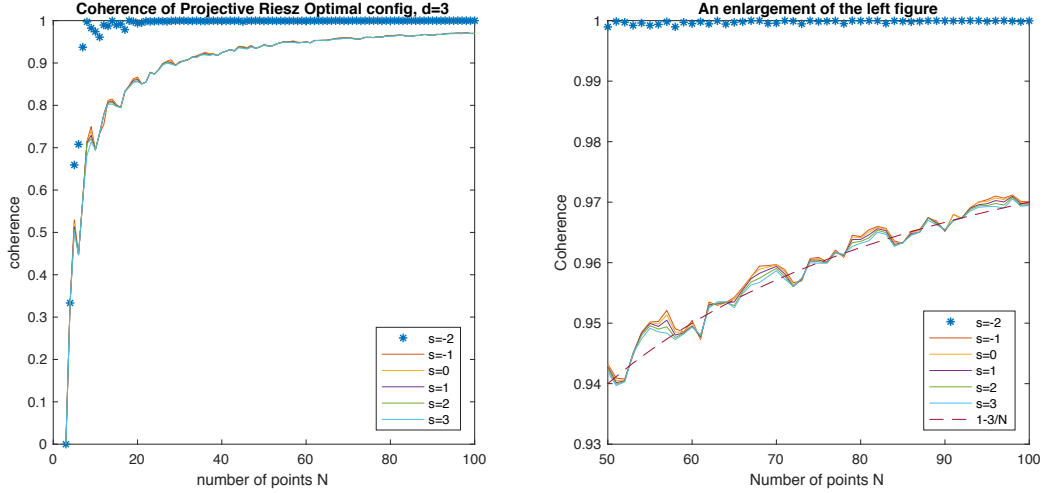 Coherence of Projective Riesz Optimal config, d=3
1
0.9
0.8
0.7
0.6
0.5
0.4
0.3
0.2
0.1
0
coherence
0
20
40
60
80
100
number of points N
s=-2
s=-1
s=0
s=1
s=2
s=3
An enlargement of the left figure
1
0.99
0.98
0.97
0.96
0.95
0.94
0.93
Coherence
50
60
70
80
90
100
Number of points N
s=-2
s=-1
s=0
s=1
s=2
s=3
1-3/N